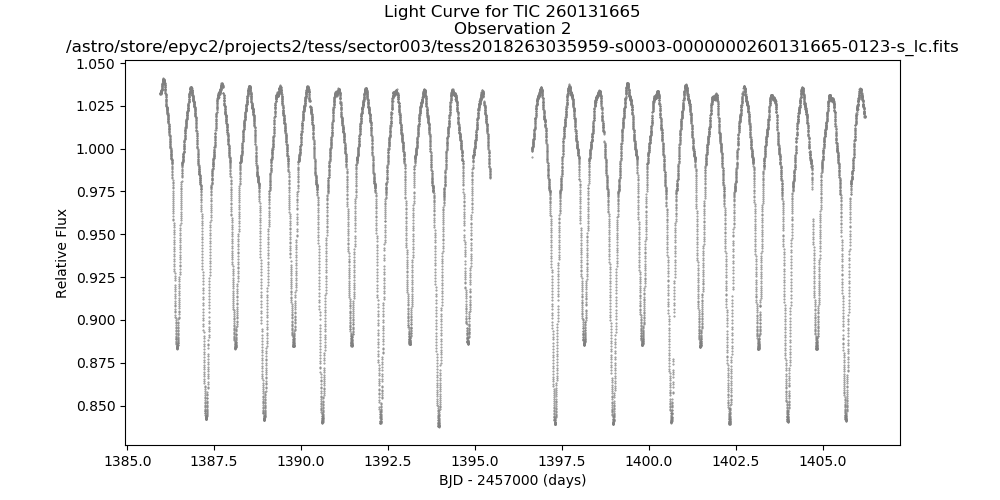 Light Curve for TIC 260131665
Observation 2
/astro/store/epyc2/projects2/tess/sector003/tess2018263035959-s0003-0000000260131665-0123-s_lc.fits
1.050
1.025
1.000
0.975
0.950
0.925
0.900
0.875
0.850
Relative Flux
1385.0 1387.5 1390.0 1392.5 1395.0 1397.5 1400.0 1402.5 1405.0
BJD - 2457000 (days)